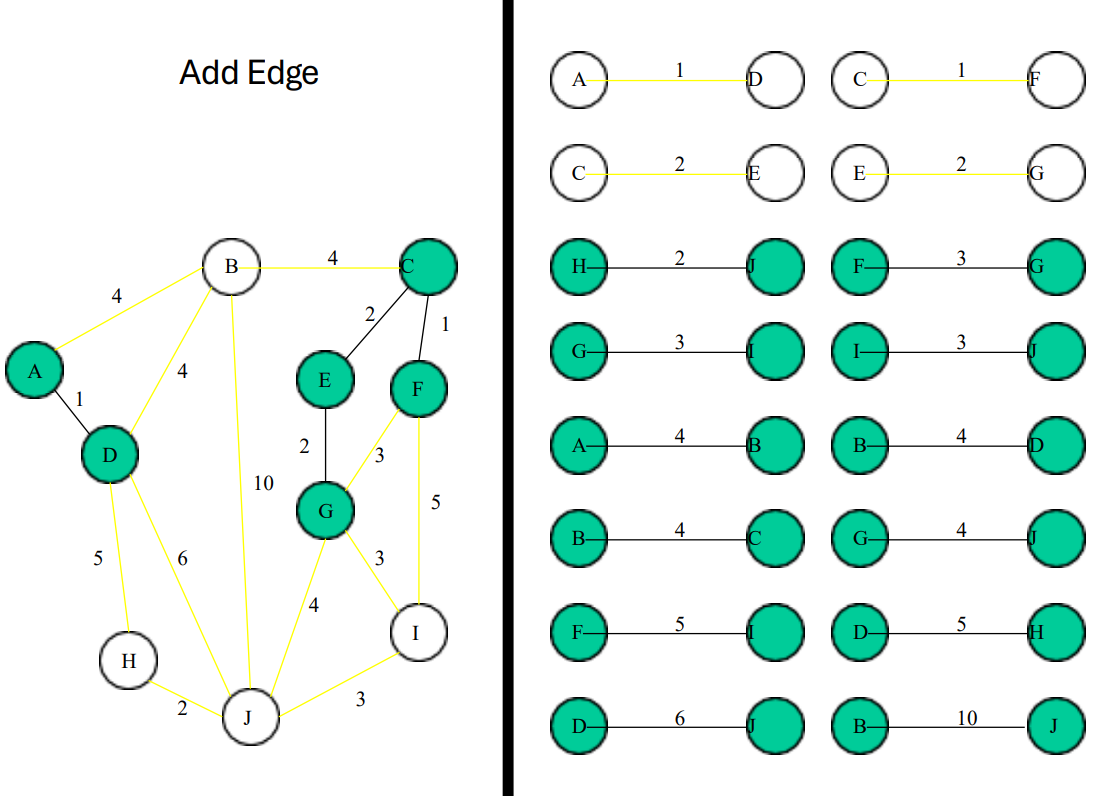 Add Edge
B 4 C
4
2 1
A 4 E F
1
D 2 3
10 G 5
5 6 3
4
H I
2 J 3
A 1 D C 1 F
C 2 E E 2 G
H 2 J F 3 G
G 3 I I 3 J
A 4 B B 4 D
B 4 C G 4 J
F 5 I D 5 H
D 6 J B 10 J